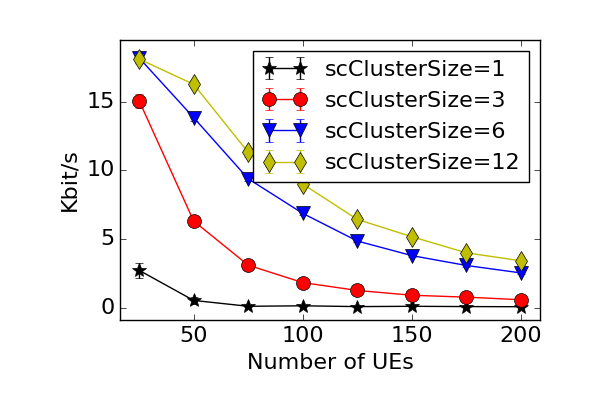 scClusterSize=1
scClusterSize=3
scClusterSize=6
scClusterSize=12
Kbit/s
15
10
5
0
50
100
150
200
Number of UEs